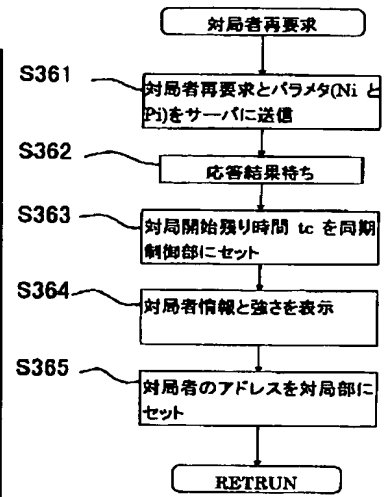 対局者再要求
S361
対局者再要求とパラメタ(Ni と
Pi)をサーバに送信
S362
応答結果待ち
S363
対局開始残り時間 tc を同期
制御部にセット
S364
対局者情報と強さを表示
S365
対局者のアドレスを対局部に
セット
RETRUN